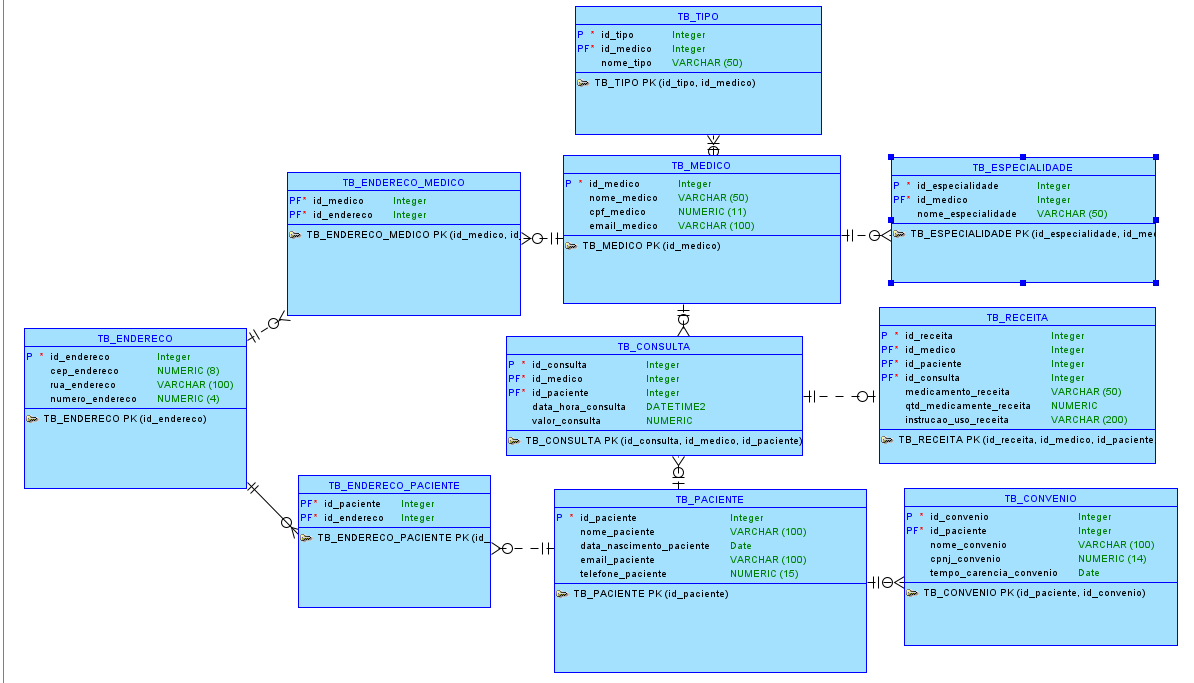 TB_TIPO
P * id_tipo Integer
PF* id_medico Integer
nome_tipo VARCHAR (50)
TB_TIPO PK (id_tipo, id_medico)
TB_ENDERECO_MEDICO
PF* id_medico Integer
PF* id_endereco Integer
TB_ENDERECO_MEDICO PK (id_medico, id_
TB_MEDICO
P * id_medico Integer
nome_medico VARCHAR (50)
cpf_medico NUMERIC (11)
email_medico VARCHAR (100)
TB_MEDICO PK (id_medico)
TB_ESPECIALIDADE
P * id_especialidade Integer
PF* id_medico Integer
nome_especialidade VARCHAR (50)
TB_ESPECIALIDADE PK (id_especialidade, id_me
TB_ENDERECO
P * id_endereco Integer
cep_endereco NUMERIC (8)
rua_endereco VARCHAR (100)
numero_endereco NUMERIC (4)
TB_ENDERECO PK (id_endereco)
TB_CONSULTA
P * id_consulta Integer
PF* id_medico Integer
PF* id_paciente Integer
data_hora_consulta DATETIME2
valor_consulta NUMERIC
TB_CONSULTA PK (id_consulta, id_medico, id_paciente)
TB_RECEITA
P * id_receita Integer
PF* id_medico Integer
PF* id_paciente Integer
PF* id_consulta Integer
medicamento_receita VARCHAR (50)
qtd_medicamente_receita NUMERIC
instrucao_uso_receita VARCHAR (200)
TB_RECEITA PK (id_receita, id_medico, id_paciente
TB_ENDERECO_PACIENTE
PF* id_paciente Integer
PF* id_endereco Integer
TB_ENDERECO_PACIENTE PK (id_
TB_PACIENTE
P * id_paciente Integer
nome_paciente VARCHAR (100)
data_nascimento_paciente Date
email_paciente VARCHAR (100)
telefone_paciente NUMERIC (15)
TB_PACIENTE PK (id_paciente)
TB_CONVENIO
P * id_convenio Integer
PF* id_paciente Integer
nome_convenio VARCHAR (100)
cpnj_convenio NUMERIC (14)
tempo_carencia_convenio Date
TB_CONVENIO PK (id_paciente, id_convenio)